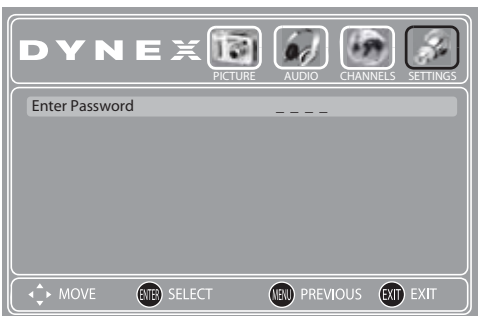 DYNEX
PICTURE AUDIO CHANNELS SETTINGS
Enter Password _ _ _ _
MOVE ENTER SELECT MENU PREVIOUS EXIT EXIT